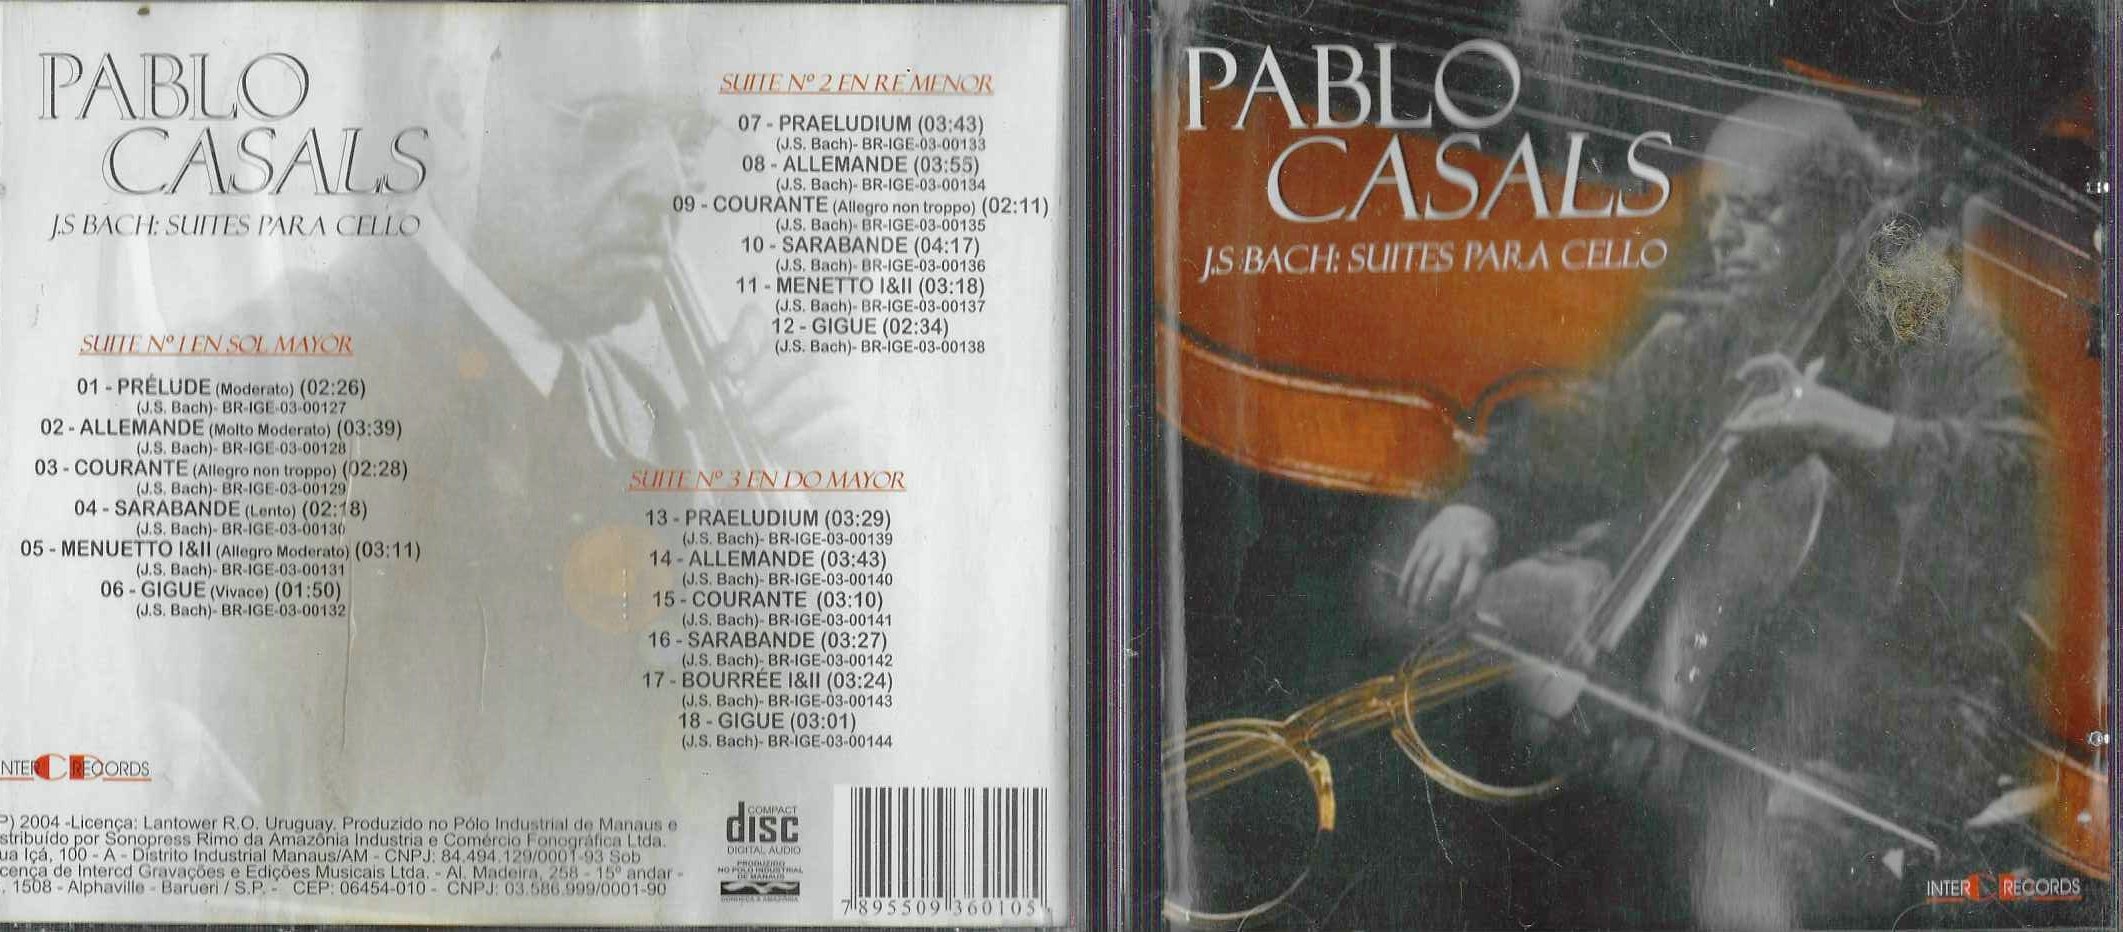 PABLO
CASALS
J.S BACH: SUITES PARA CELLO
SUITE Nº 1 EN SOL MAYOR
01 - PRÉLUDE (Moderato) (02:26)
(J.S. Bach)- BR-IGE-03-00127
02 - ALLEMANDE (Molto Moderato) (03:39)
(J.S. Bach)- BR-IGE-03-00128
03 - COURANTE (Allegro non troppo) (02:28)
(J.S. Bach)- BR-IGE-03-00129
04 - SARABANDE (Lento) (02:18)
(J.S. Bach)- BR-IGE-03-00130
05 - MENUETTO I&II (Allegro Moderato) (03:11)
(J.S. Bach)- BR-IGE-03-00131
06 - GIGUE (Vivace) (01:50)
(J.S. Bach)- BR-IGE-03-00132
SUITE Nº 2 EN RE MENOR
07 - PRAELUDIUM (03:43)
(J.S. Bach)- BR-IGE-03-00133
08 - ALLEMANDE (03:55)
(J.S. Bach)- BR-IGE-03-00134
09 - COURANTE (Allegro non troppo) (02:11)
(J.S. Bach)- BR-IGE-03-00135
10 - SARABANDE (04:17)
(J.S. Bach)- BR-IGE-03-00136
11 - MENETTO I&II (03:18)
(J.S. Bach)- BR-IGE-03-00137
12 - GIGUE (02:34)
(J.S. Bach)- BR-IGE-03-00138
SUITE Nº 3 EN DO MAYOR
13 - PRAELUDIUM (03:29)
(J.S. Bach)- BR-IGE-03-00139
14 - ALLEMANDE (03:43)
(J.S. Bach)- BR-IGE-03-00140
15 - COURANTE (03:10)
(J.S. Bach)- BR-IGE-03-00141
16 - SARABANDE (03:27)
(J.S. Bach)- BR-IGE-03-00142
17 - BOURRÉE I&II (03:24)
(J.S. Bach)- BR-IGE-03-00143
18 - GIGUE (03:01)
(J.S. Bach)- BR-IGE-03-00144
NTER CD RECORDS
P) 2004 -Licença: Lantower R.O. Uruguay. Produzido no Pólo Industrial de Manaus e
stribuído por Sonopress Rimo da Amazônia Industria e Comércio Fonográfica Ltda.
ua Içá, 100 - A - Distrito Industrial Manaus/AM - CNPJ: 84.494.129/0001-93 Sob
cença de Intercd Gravações e Edições Musicais Ltda. - Al. Madeira, 258 - 15º andar -
. 1508 - Alphaville - Barueri / S.P. - CEP: 06454-010 - CNPJ: 03.586.999/0001-90
COMPACT
disc
DIGITAL AUDIO
PRODUZIDO
NO PÓLO INDUSTRIAL
DE MANAUS
CONHEÇA A AMAZÔNIA
7 895509 360105
PABLO
CASALS
J.S BACH: SUITES PARA CELLO
INTER CD RECORDS